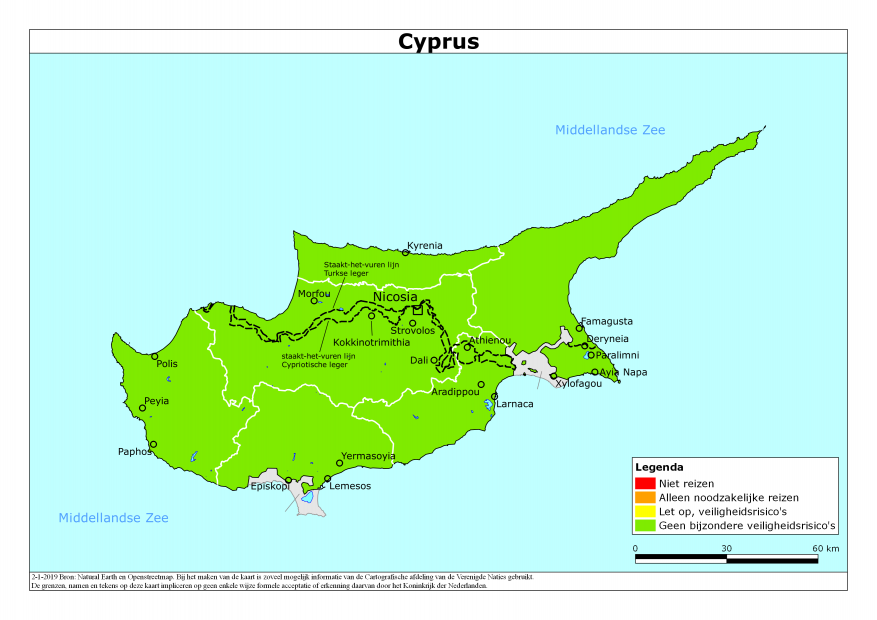 Cyprus
Middellandse Zee
Kyrenia
Staakt-het-vuren lijn
Turkse leger
Morfou
Nicosia
Strovolos
Kokkinotrimithia
Famagusta
Deryneia
Athienou
staakt-het-vuren lijn
Cypriotische leger
Dali
Paralimni
Polis
Ayia Napa
Xylofagou
Aradippou
Peyia
Larnaca
Paphos
Yermasoyia
Episkopi
Lemesos
Middellandse Zee
Legenda
Niet reizen
Alleen noodzakelijke reizen
Let op, veiligheidsrisico's
Geen bijzondere veiligheidsrisico's
0 30 60 km
2-1-2019 Bron: Natural Earth en Openstreetmap. Bij het maken van de kaart is zoveel mogelijk informatie van de Cartografische afdeling van de Verenigde Naties gebruikt.
De grenzen, namen en tekens op deze kaart impliceren op geen enkele wijze formele acceptatie of erkenning daarvan door het Koninkrijk der Nederlanden.